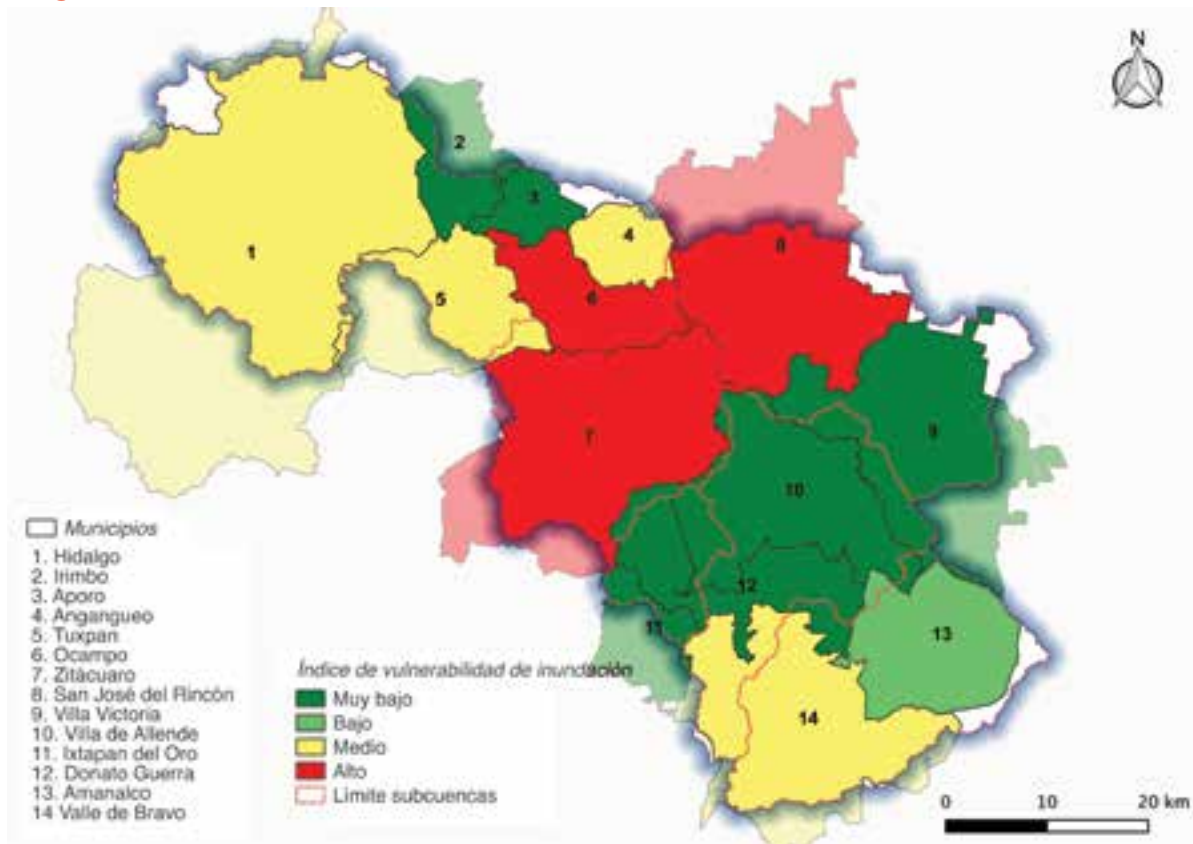 N
2
3
4
1
8
5
6
7
9
10
12
11
13
14
Municipios
1. Hidalgo
2. Irimbo
3. Aporo
4. Angangueo
5. Tuxpan
6. Ocampo
7. Zitácuaro
8. San José del Rincón
9. Villa Victoria
10. Villa de Allende
11. Ixtapan del Oro
12. Donato Guerra
13. Amanalco
14 Valle de Bravo
Índice de vulnerabilidad de inundación
Muy bajo
Bajo
Medio
Alto
Límite subcuencas
0 10 20 km